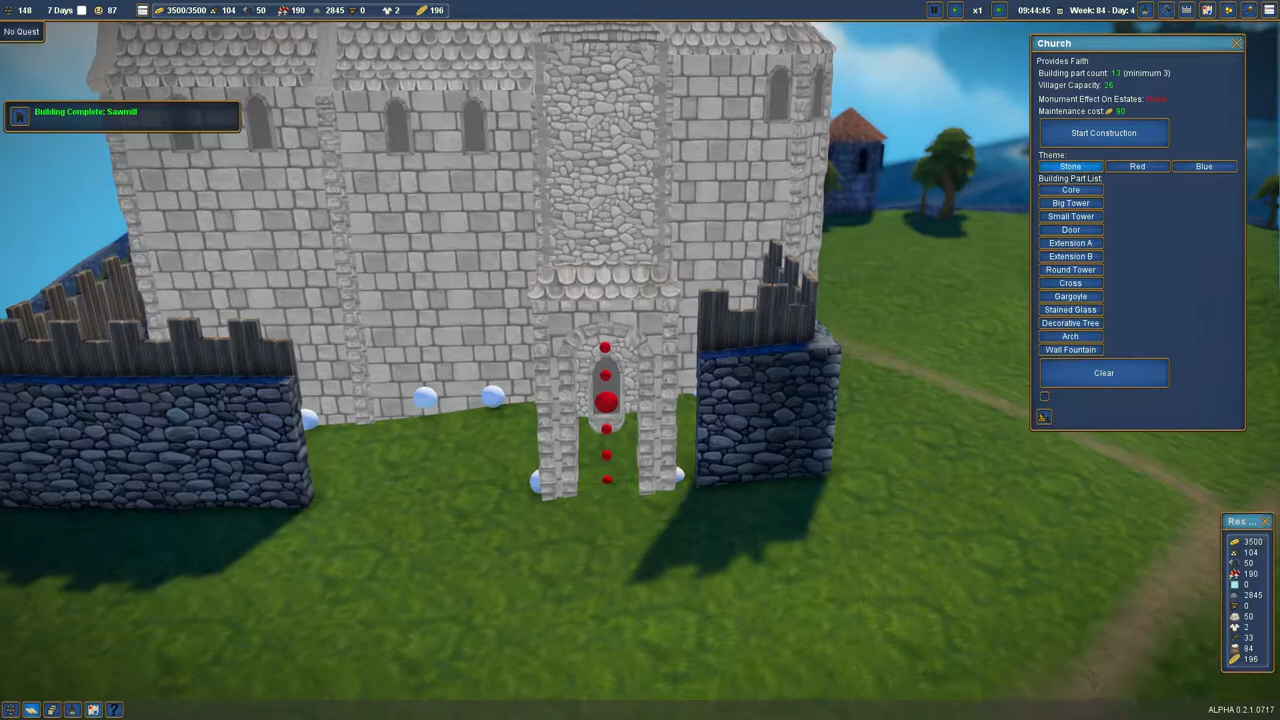 148 7 Days 87 3500/3500 104 50 190 2845 0 2 196 x1 09:44:45 Week: 84 - Day: 4
No Quest
Building Complete: Sawmill
Church
Provides Faith
Building part count: 13 (minimum 3)
Villager Capacity: 26
Monument Effect On Estates: None
Maintenance cost: 90
Start Construction
Theme:
Stone Red Blue
Building Part List:
Core
Big Tower
Small Tower
Door
Extension A
Extension B
Round Tower
Cross
Gargoyle
Stained Glass
Decorative Tree
Arch
Wall Fountain
Clear
Res ...
3500
104
50
190
0
2845
0
50
2
33
84
196
ALPHA 0.2.1.0717